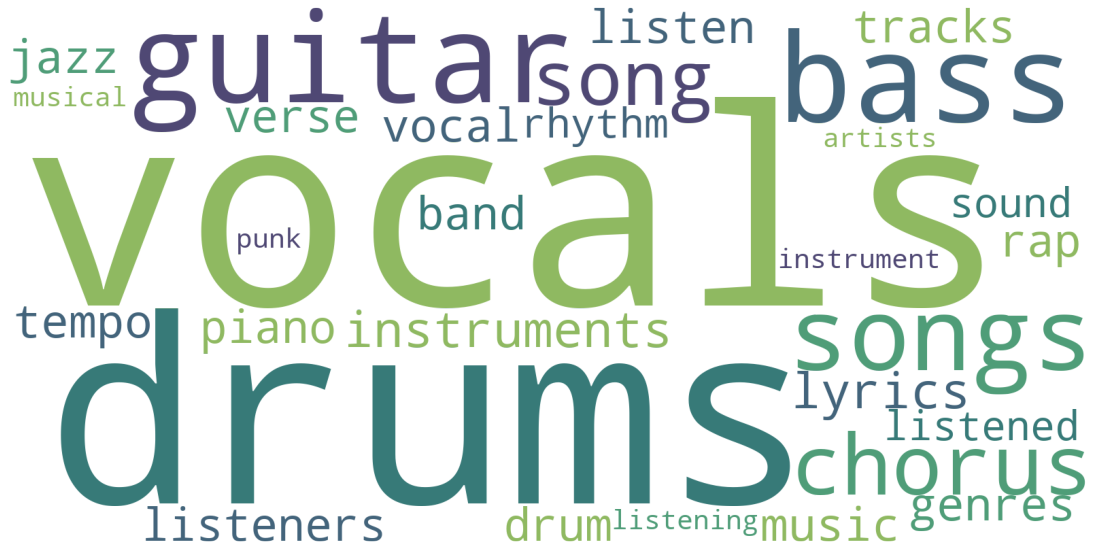 guitar
listen
tracks
jazz
song
bass
musical
verse
vocal
rhythm
artists
vocals
band
sound
punk
rap
instrument
tempo
piano
instruments
songs
drums
lyrics
listened
chorus
genres
listeners
drum
listening
music